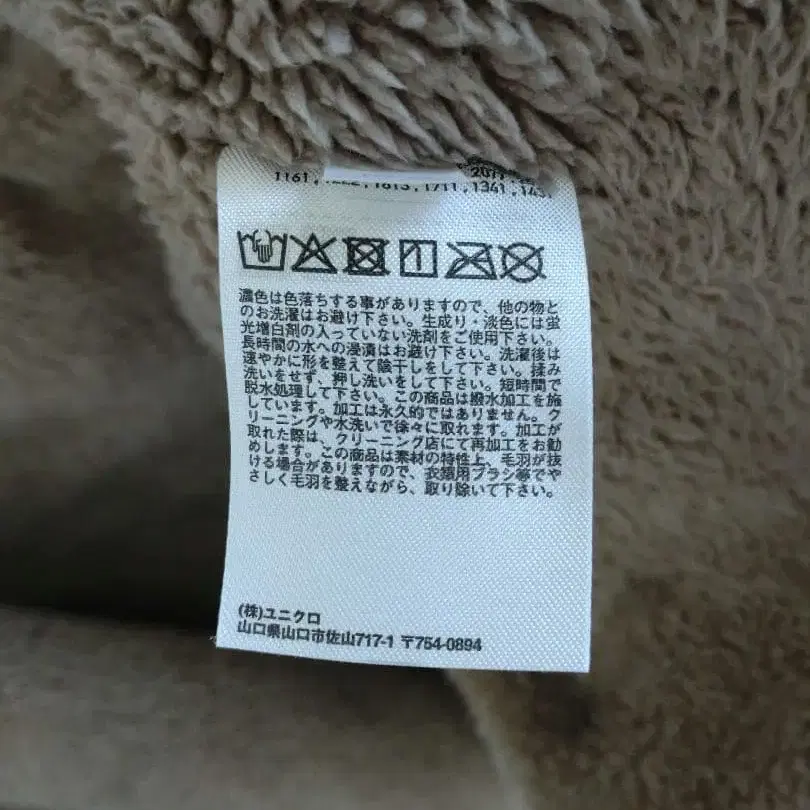 2077
1161, 1222, 1613, 1711, 1341, 143
濃色は色落ちする事がありますので、他の物と
のお洗濯はお避け下さい。生成り・淡色には蛍
光増白剤の入っていない洗剤をご使用下さい。
長時間の水への浸漬はお避け下さい。洗濯後は
速やかに形を整えて陰干しをして下さい。揉み
洗いをせず、押し洗いをして下さい。短時間で
脱水処理して下さい。この商品は撥水加工を施
しています。加工は永久的ではありません。ク
リーニングや水洗いで徐々に取れます。加工が
取れた際は、クリーニング店にて再加工をお勧
めします。この商品は素材の特性上、毛羽が抜
ける場合がありますので、衣類用ブラシ等でや
さしく毛羽を整えながら、取り除いて下さい。
(株)ユニクロ
山口県山口市佐山717-1 〒754-0894